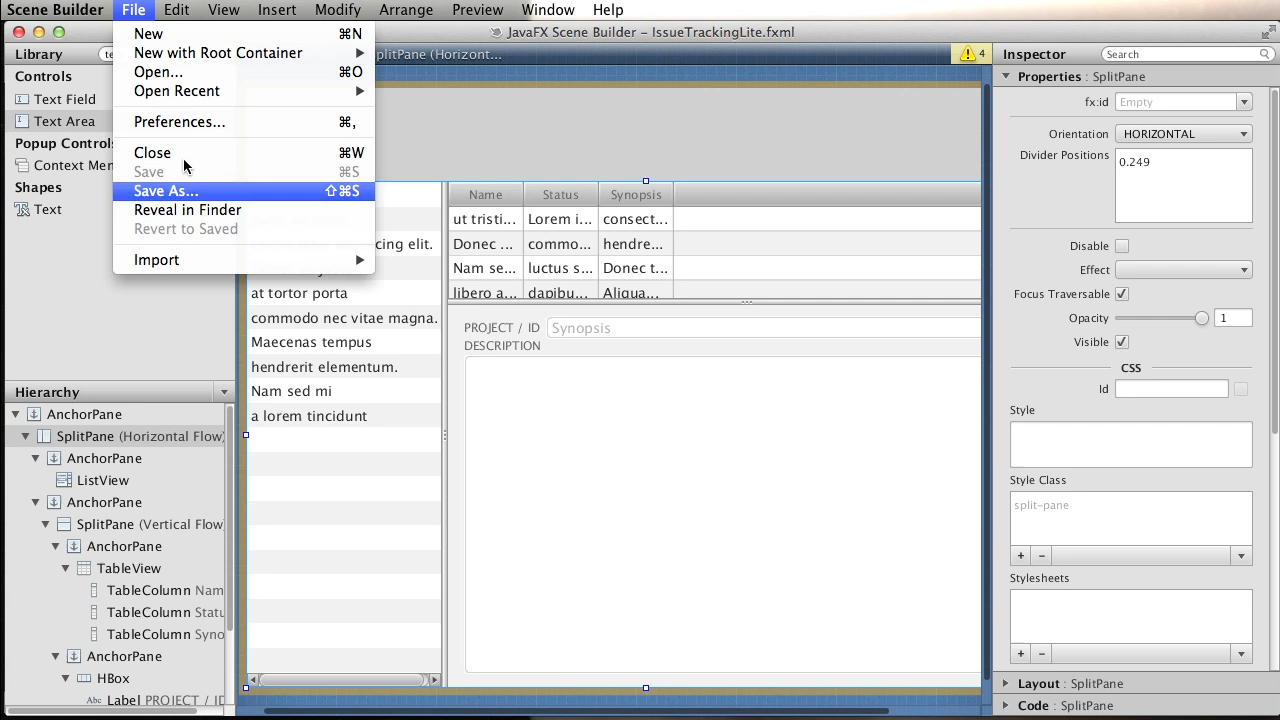 Scene Builder File Edit View Insert Modify Arrange Preview Window Help
JavaFX Scene Builder – IssueTrackingLite.fxml
Library
Controls
Text Field
Text Area
Popup Controls
Context Men
Shapes
Text
New ⌘N
New with Root Container
Open... ⌘O
Open Recent
Preferences... ⌘,
Close ⌘W
Save ⌘S
Save As... ⇧⌘S
Reveal in Finder
Revert to Saved
Import
plitPane (Horizont...
4
Name Status Synopsis
ut tristi... Lorem i... consect...
Donec ... commo... hendre...
Nam se... luctus s... Donec t...
libero a... dapibu... Aliqua...
cing elit.
at tortor porta
commodo nec vitae magna.
Maecenas tempus
hendrerit elementum.
Nam sed mi
a lorem tincidunt
PROJECT / ID Synopsis
DESCRIPTION
Hierarchy
AnchorPane
SplitPane (Horizontal Flow)
AnchorPane
ListView
AnchorPane
SplitPane (Vertical Flow
AnchorPane
TableView
TableColumn Nam
TableColumn Statu
TableColumn Syno
AnchorPane
HBox
Abc Label PROJECT / ID
Inspector Search
Properties : SplitPane
fx:id Empty
Orientation HORIZONTAL
Divider Positions 0.249
Disable
Effect
Focus Traversable
Opacity 1
Visible
CSS
Id
Style
Style Class
split-pane
+ −
Stylesheets
+ −
Layout : SplitPane
Code : SplitPane